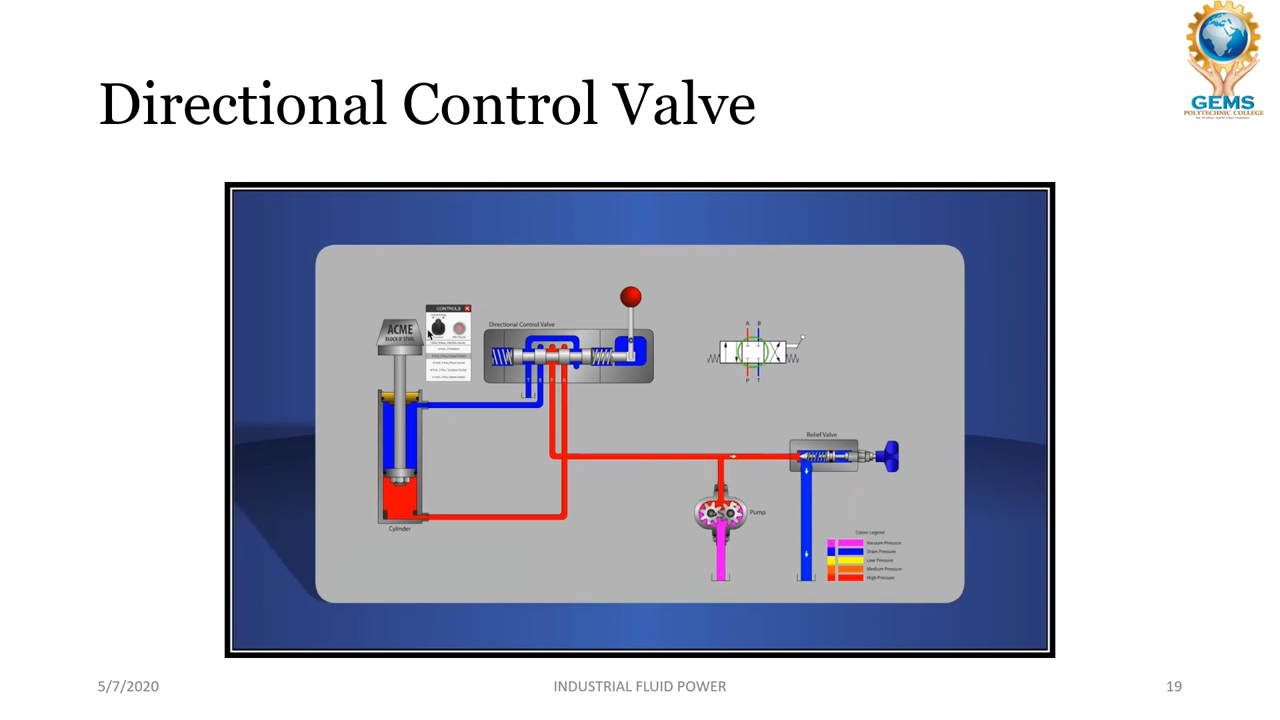 GEMS
POLYTECHNIC COLLEGE
Directional Control Valve
CONTROLS
ACME
BLOCK O' STEEL
Directional Control Valve
T B P A
A B
P T
Cylinder
Relief Valve
Pump
Colors Legend
Vacuum Pressure
Drain Pressure
Low Pressure
Medium Pressure
High Pressure
5/7/2020
INDUSTRIAL FLUID POWER
19